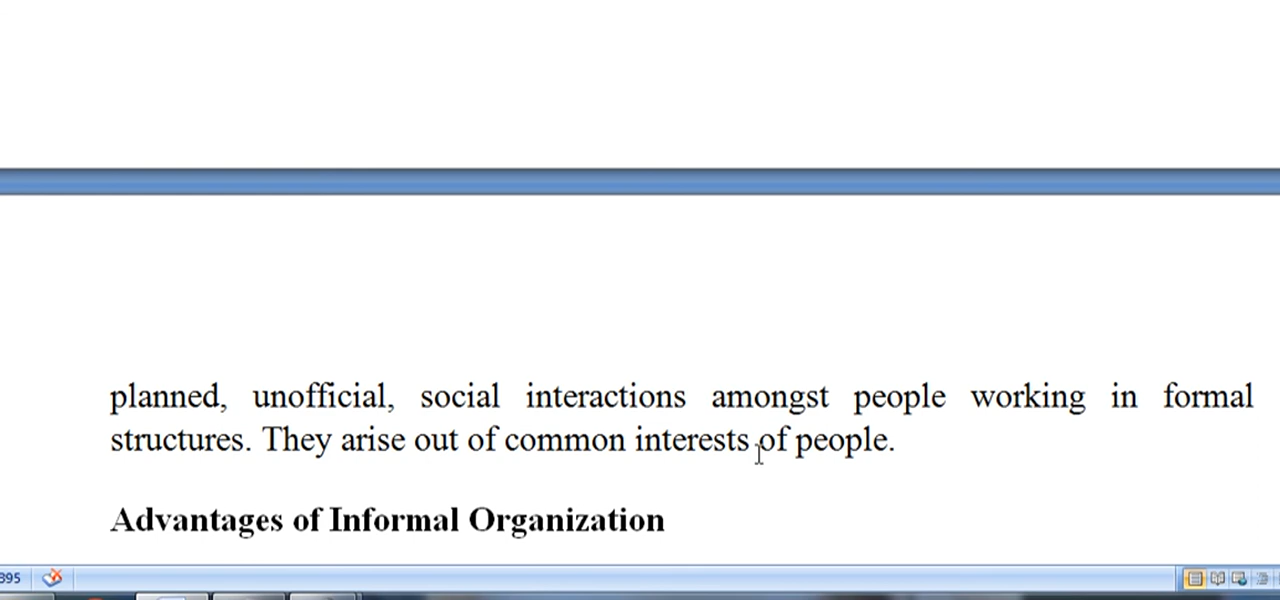 planned, unofficial, social interactions amongst people working in formal
structures. They arise out of common interests of people.
Advantages of Informal Organization
395